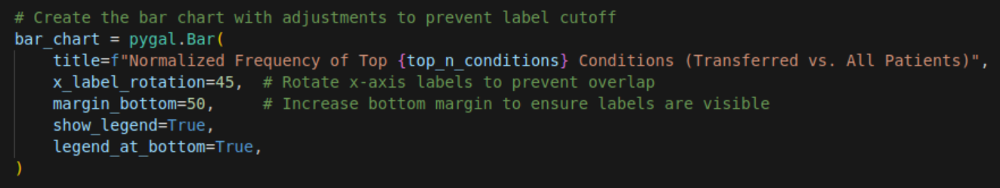 # Create the bar chart with adjustments to prevent label cutoff
bar_chart = pygal.Bar(
    title=f"Normalized Frequency of Top {top_n_conditions} Conditions (Transferred vs. All Patients)",
    x_label_rotation=45,  # Rotate x-axis labels to prevent overlap
    margin_bottom=50,     # Increase bottom margin to ensure labels are visible
    show_legend=True,
    legend_at_bottom=True,
)